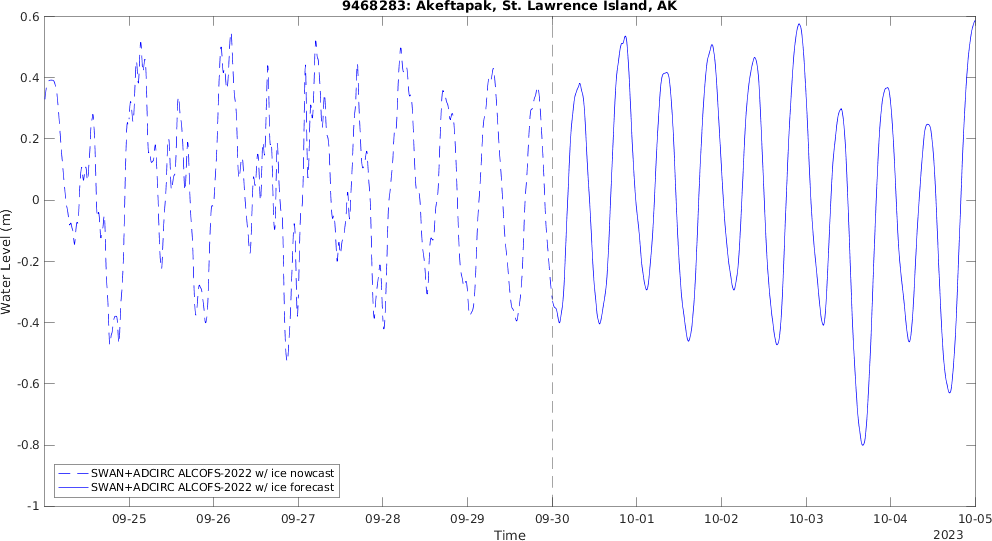 9468283: Akeftapak, St. Lawrence Island, AK
0.6
0.4
0.2
0
-0.2
-0.4
-0.6
-0.8
-1
Water Level (m)
SWAN+ADCIRC ALCOFS-2022 w/ ice nowcast
SWAN+ADCIRC ALCOFS-2022 w/ ice forecast
09-25 09-26 09-27 09-28 09-29 09-30 10-01 10-02 10-03 10-04 10-05
Time
2023